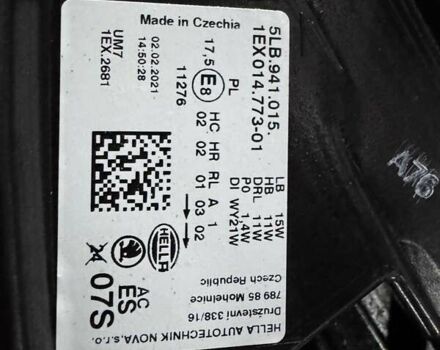 5LB.941.015.
1EX014.773-01
LB 15W
HB 11W
DRL 11W
PO 1,4W
DI WY21W
PL
17,5 E8 HC HR RL A 1
11276 02 02 01 03 02
Made in Czechia
02.02.2021
14:50:28
UM7
1EX.2681
HELLA
AC
ES
07S
HELLA AUTOTECHNIK NOVA,s.r.o.
Družstevní 338/16
789 85 Mohelnice
Czech Republic
A76